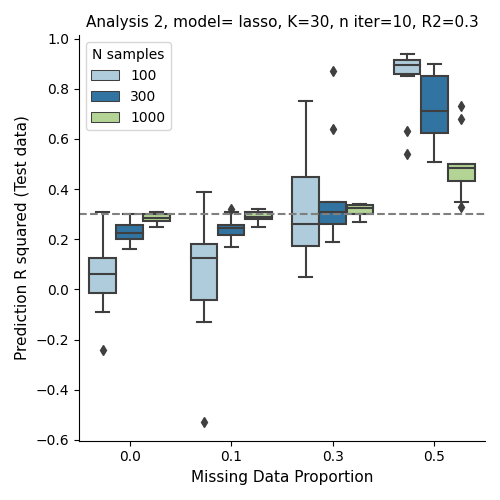 Analysis 2, model= lasso, K=30, n iter=10, R2=0.3
N samples
100
300
1000
Prediction R squared (Test data)
1.0
0.8
0.6
0.4
0.2
0.0
−0.2
−0.4
−0.6
0.0 0.1 0.3 0.5
Missing Data Proportion